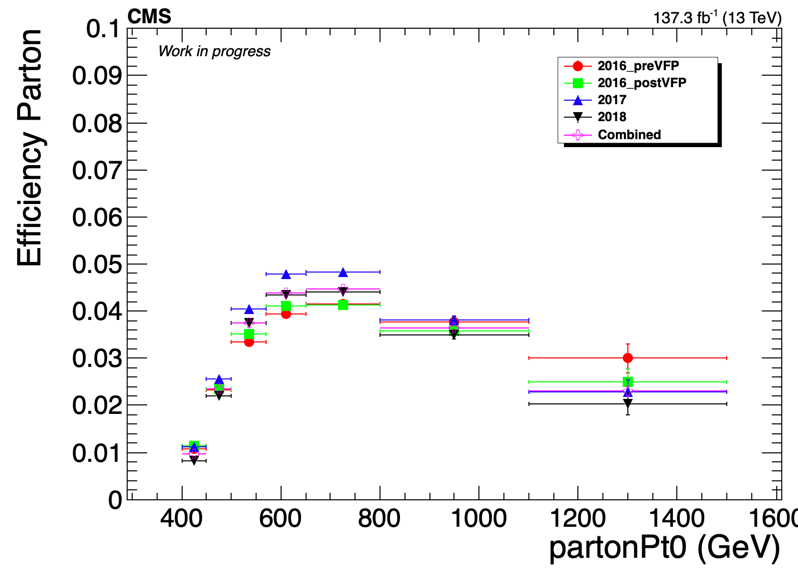 CMS
137.3 fb⁻¹ (13 TeV)
Work in progress
2016_preVFP
2016_postVFP
2017
2018
Combined
Efficiency Parton
0.1
0.09
0.08
0.07
0.06
0.05
0.04
0.03
0.02
0.01
0
400 600 800 1000 1200 1400 1600
partonPt0 (GeV)